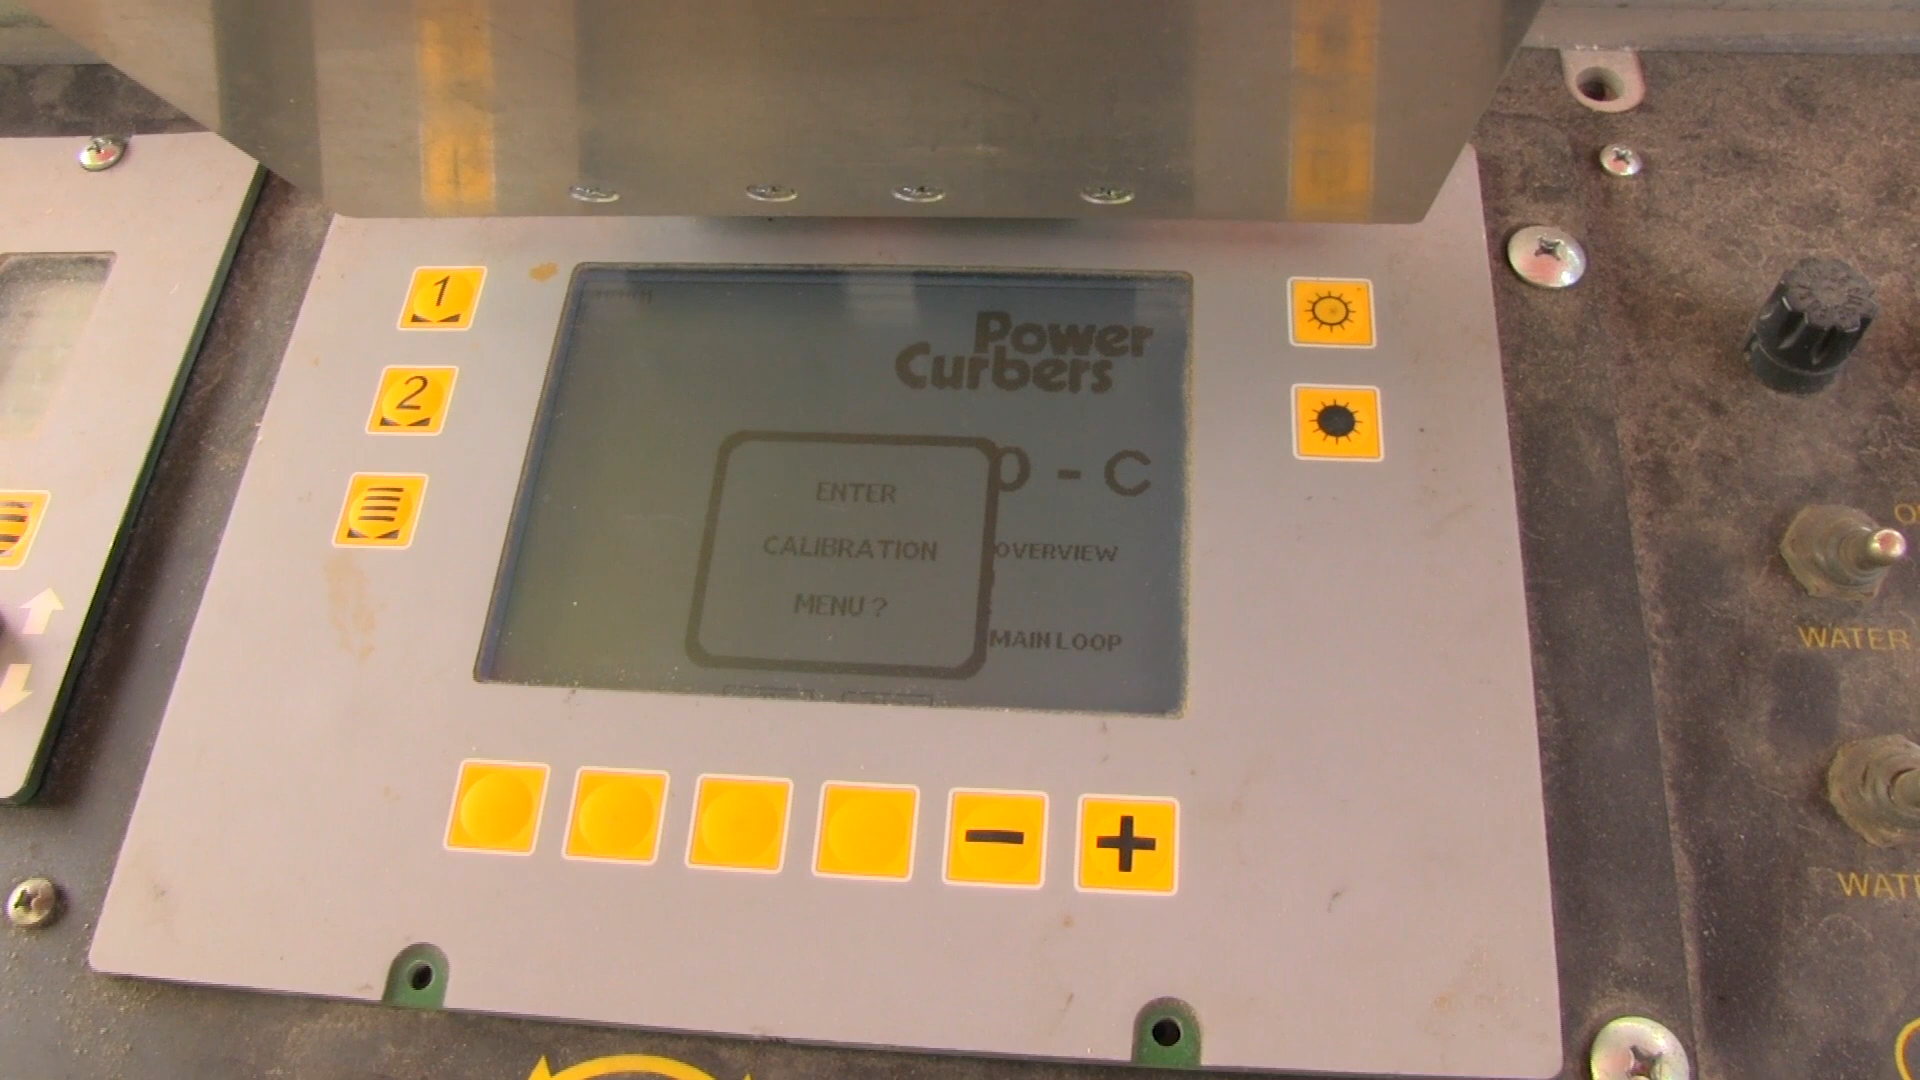 1
2
Power
Curbers
- C
ENTER
CALIBRATION
MENU ?
OVERVIEW
MAIN LOOP
- +
WATER